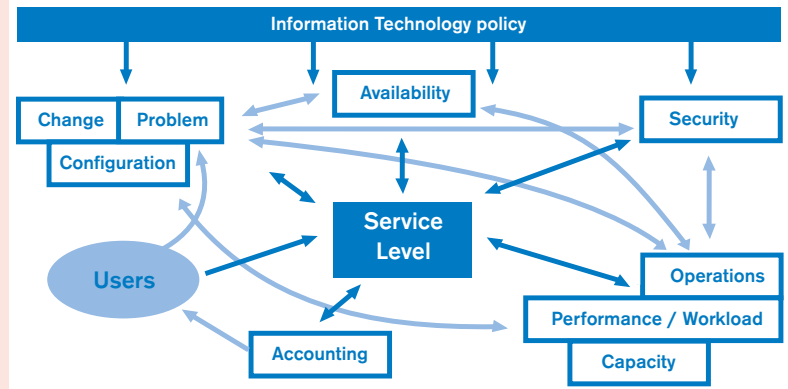 Information Technology policy
Availability
Change
Problem
Security
Configuration
Service
Level
Users
Operations
Performance / Workload
Accounting
Capacity